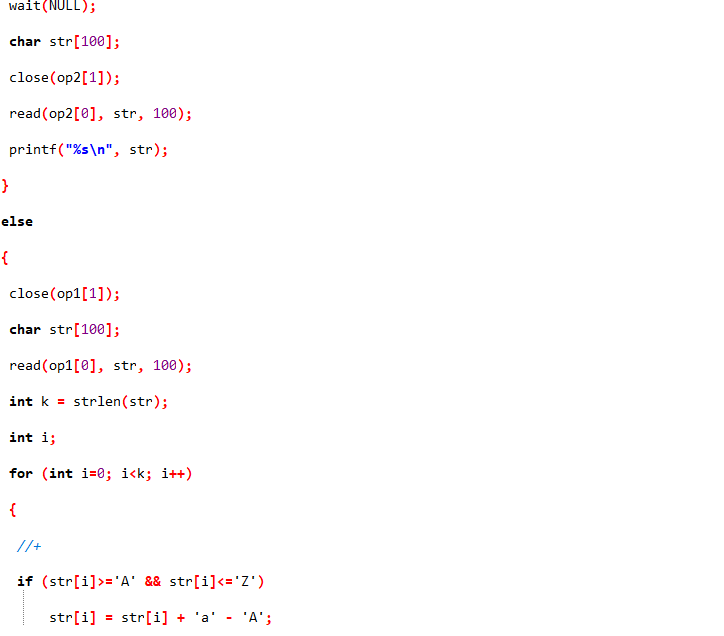 wait(NULL);
char str[100];
close(op2[1]);
read(op2[0], str, 100);
printf("%s\n", str);
}
else
{
close(op1[1]);
char str[100];
read(op1[0], str, 100);
int k = strlen(str);
int i;
for (int i=0; i<k; i++)
{
//+
if (str[i]>='A' && str[i]<='Z')
str[i] = str[i] + 'a' - 'A';